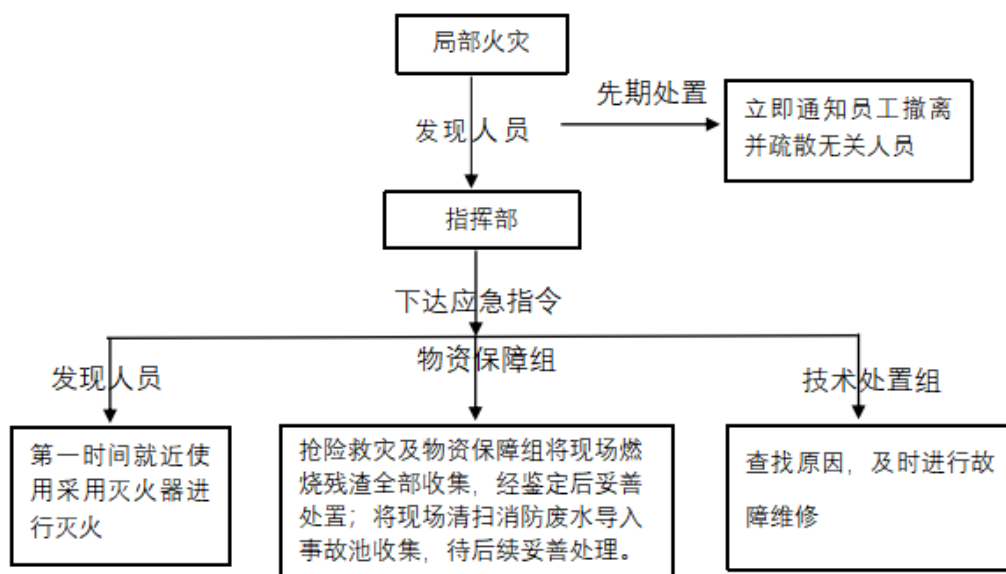 局部火灾
先期处置
立即通知员工撤离
并疏散无关人员
发现人员
指挥部
下达应急指令
发现人员
物资保障组
技术处置组
第一时间就近使
用采用灭火器进
行灭火
抢险救灾及物资保障组将现场燃
烧残渣全部收集，经鉴定后妥善
处置；将现场清扫消防废水导入
事故池收集，待后续妥善处理。
查找原因，及时进行故
障维修